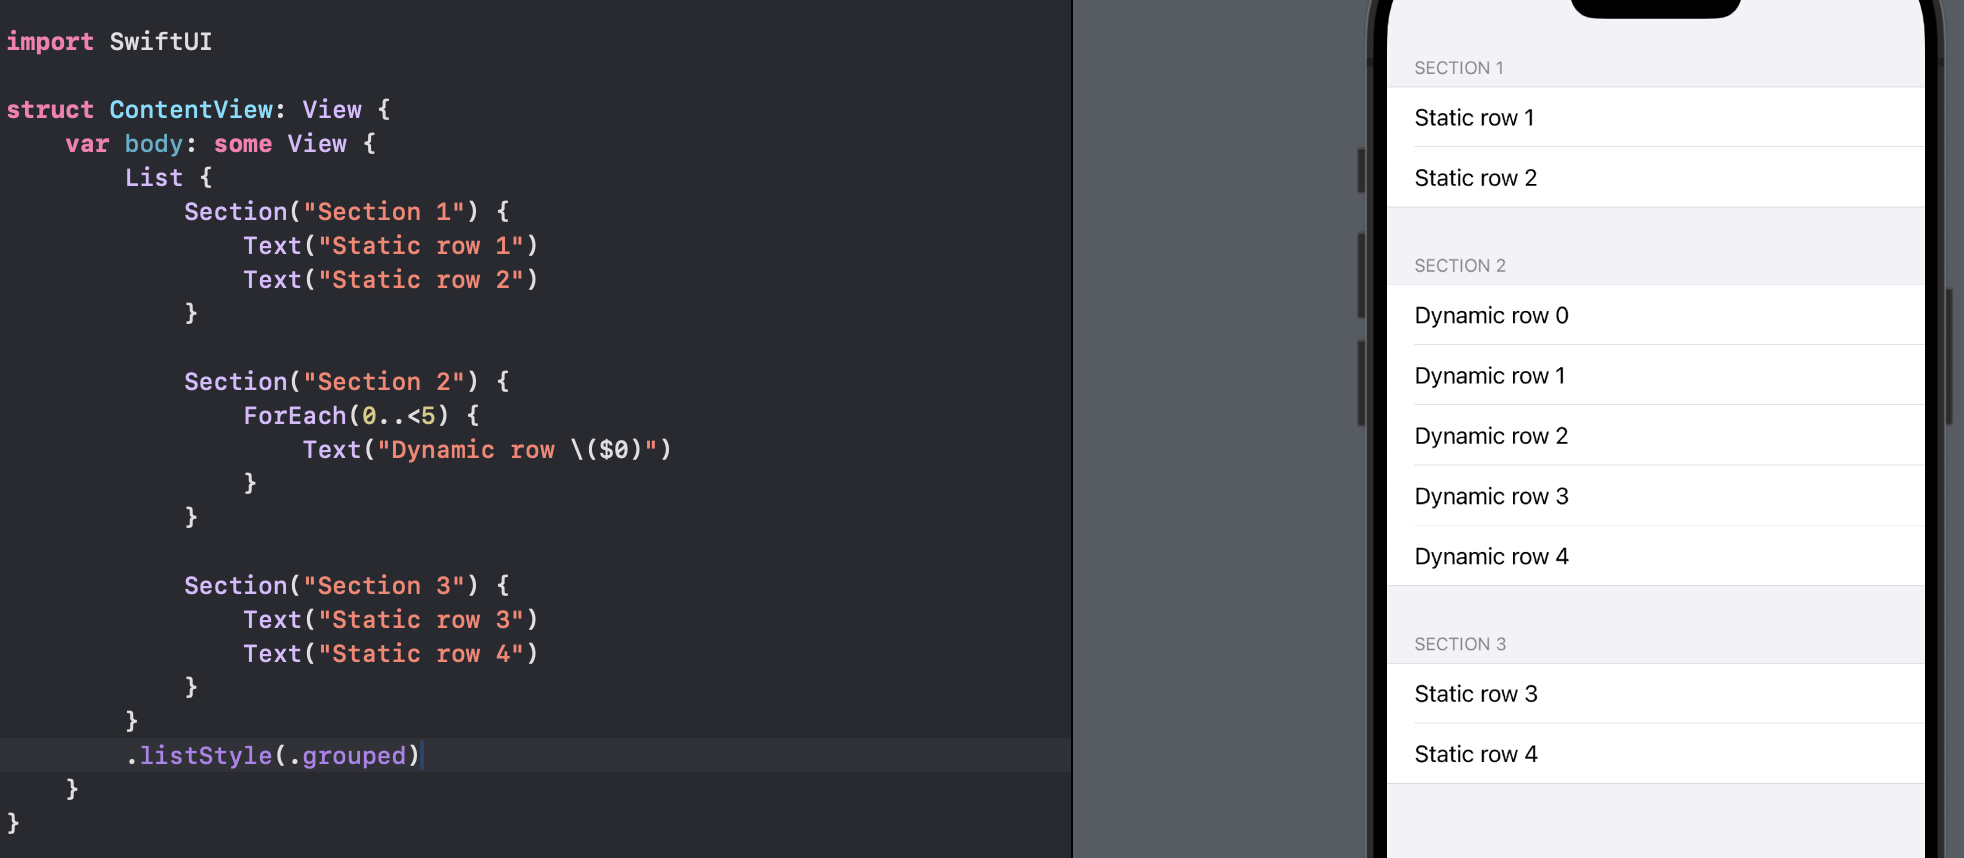 import SwiftUI
struct ContentView: View {
var body: some View {
List {
Section("Section 1") {
Text("Static row 1")
Text("Static row 2")
}
Section("Section 2") {
ForEach(0..<5) {
Text("Dynamic row \($0)")
}
}
Section("Section 3") {
Text("Static row 3")
Text("Static row 4")
}
}
.listStyle(.grouped)
}
}
SECTION 1
Static row 1
Static row 2
SECTION 2
Dynamic row 0
Dynamic row 1
Dynamic row 2
Dynamic row 3
Dynamic row 4
SECTION 3
Static row 3
Static row 4